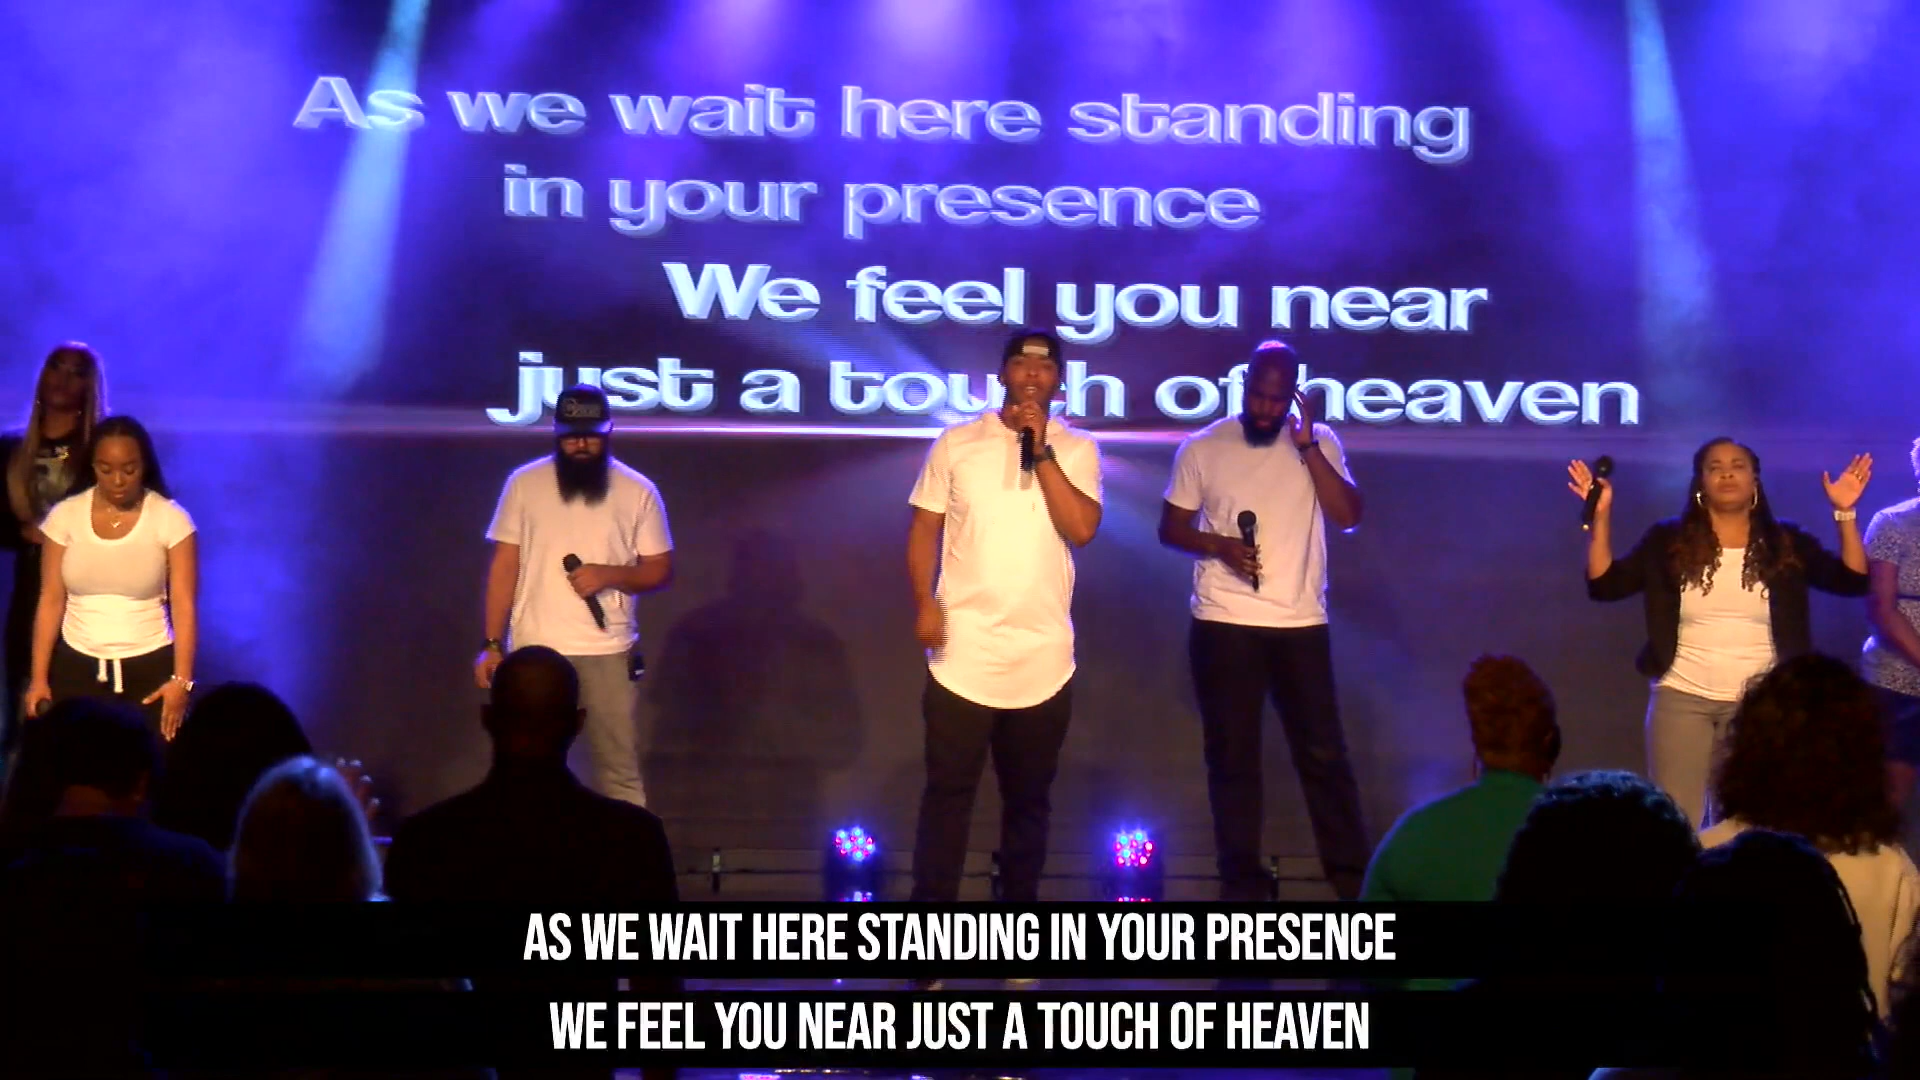 As we wait here standing
in your presence
We feel you near
just a touch of heaven
AS WE WAIT HERE STANDING IN YOUR PRESENCE
WE FEEL YOU NEAR JUST A TOUCH OF HEAVEN